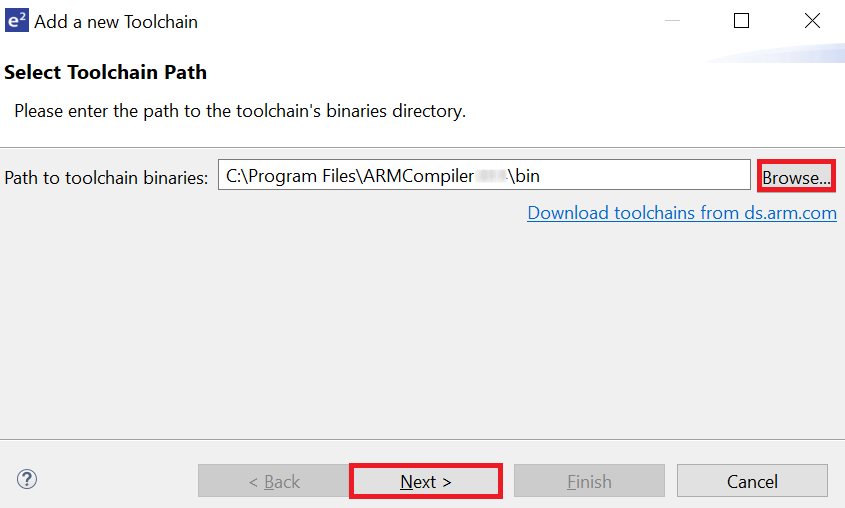 e² Add a new Toolchain
Select Toolchain Path
Please enter the path to the toolchain's binaries directory.
Path to toolchain binaries: C:\Program Files\ARMCompiler \bin Browse...
Download toolchains from ds.arm.com
? < Back Next > Finish Cancel